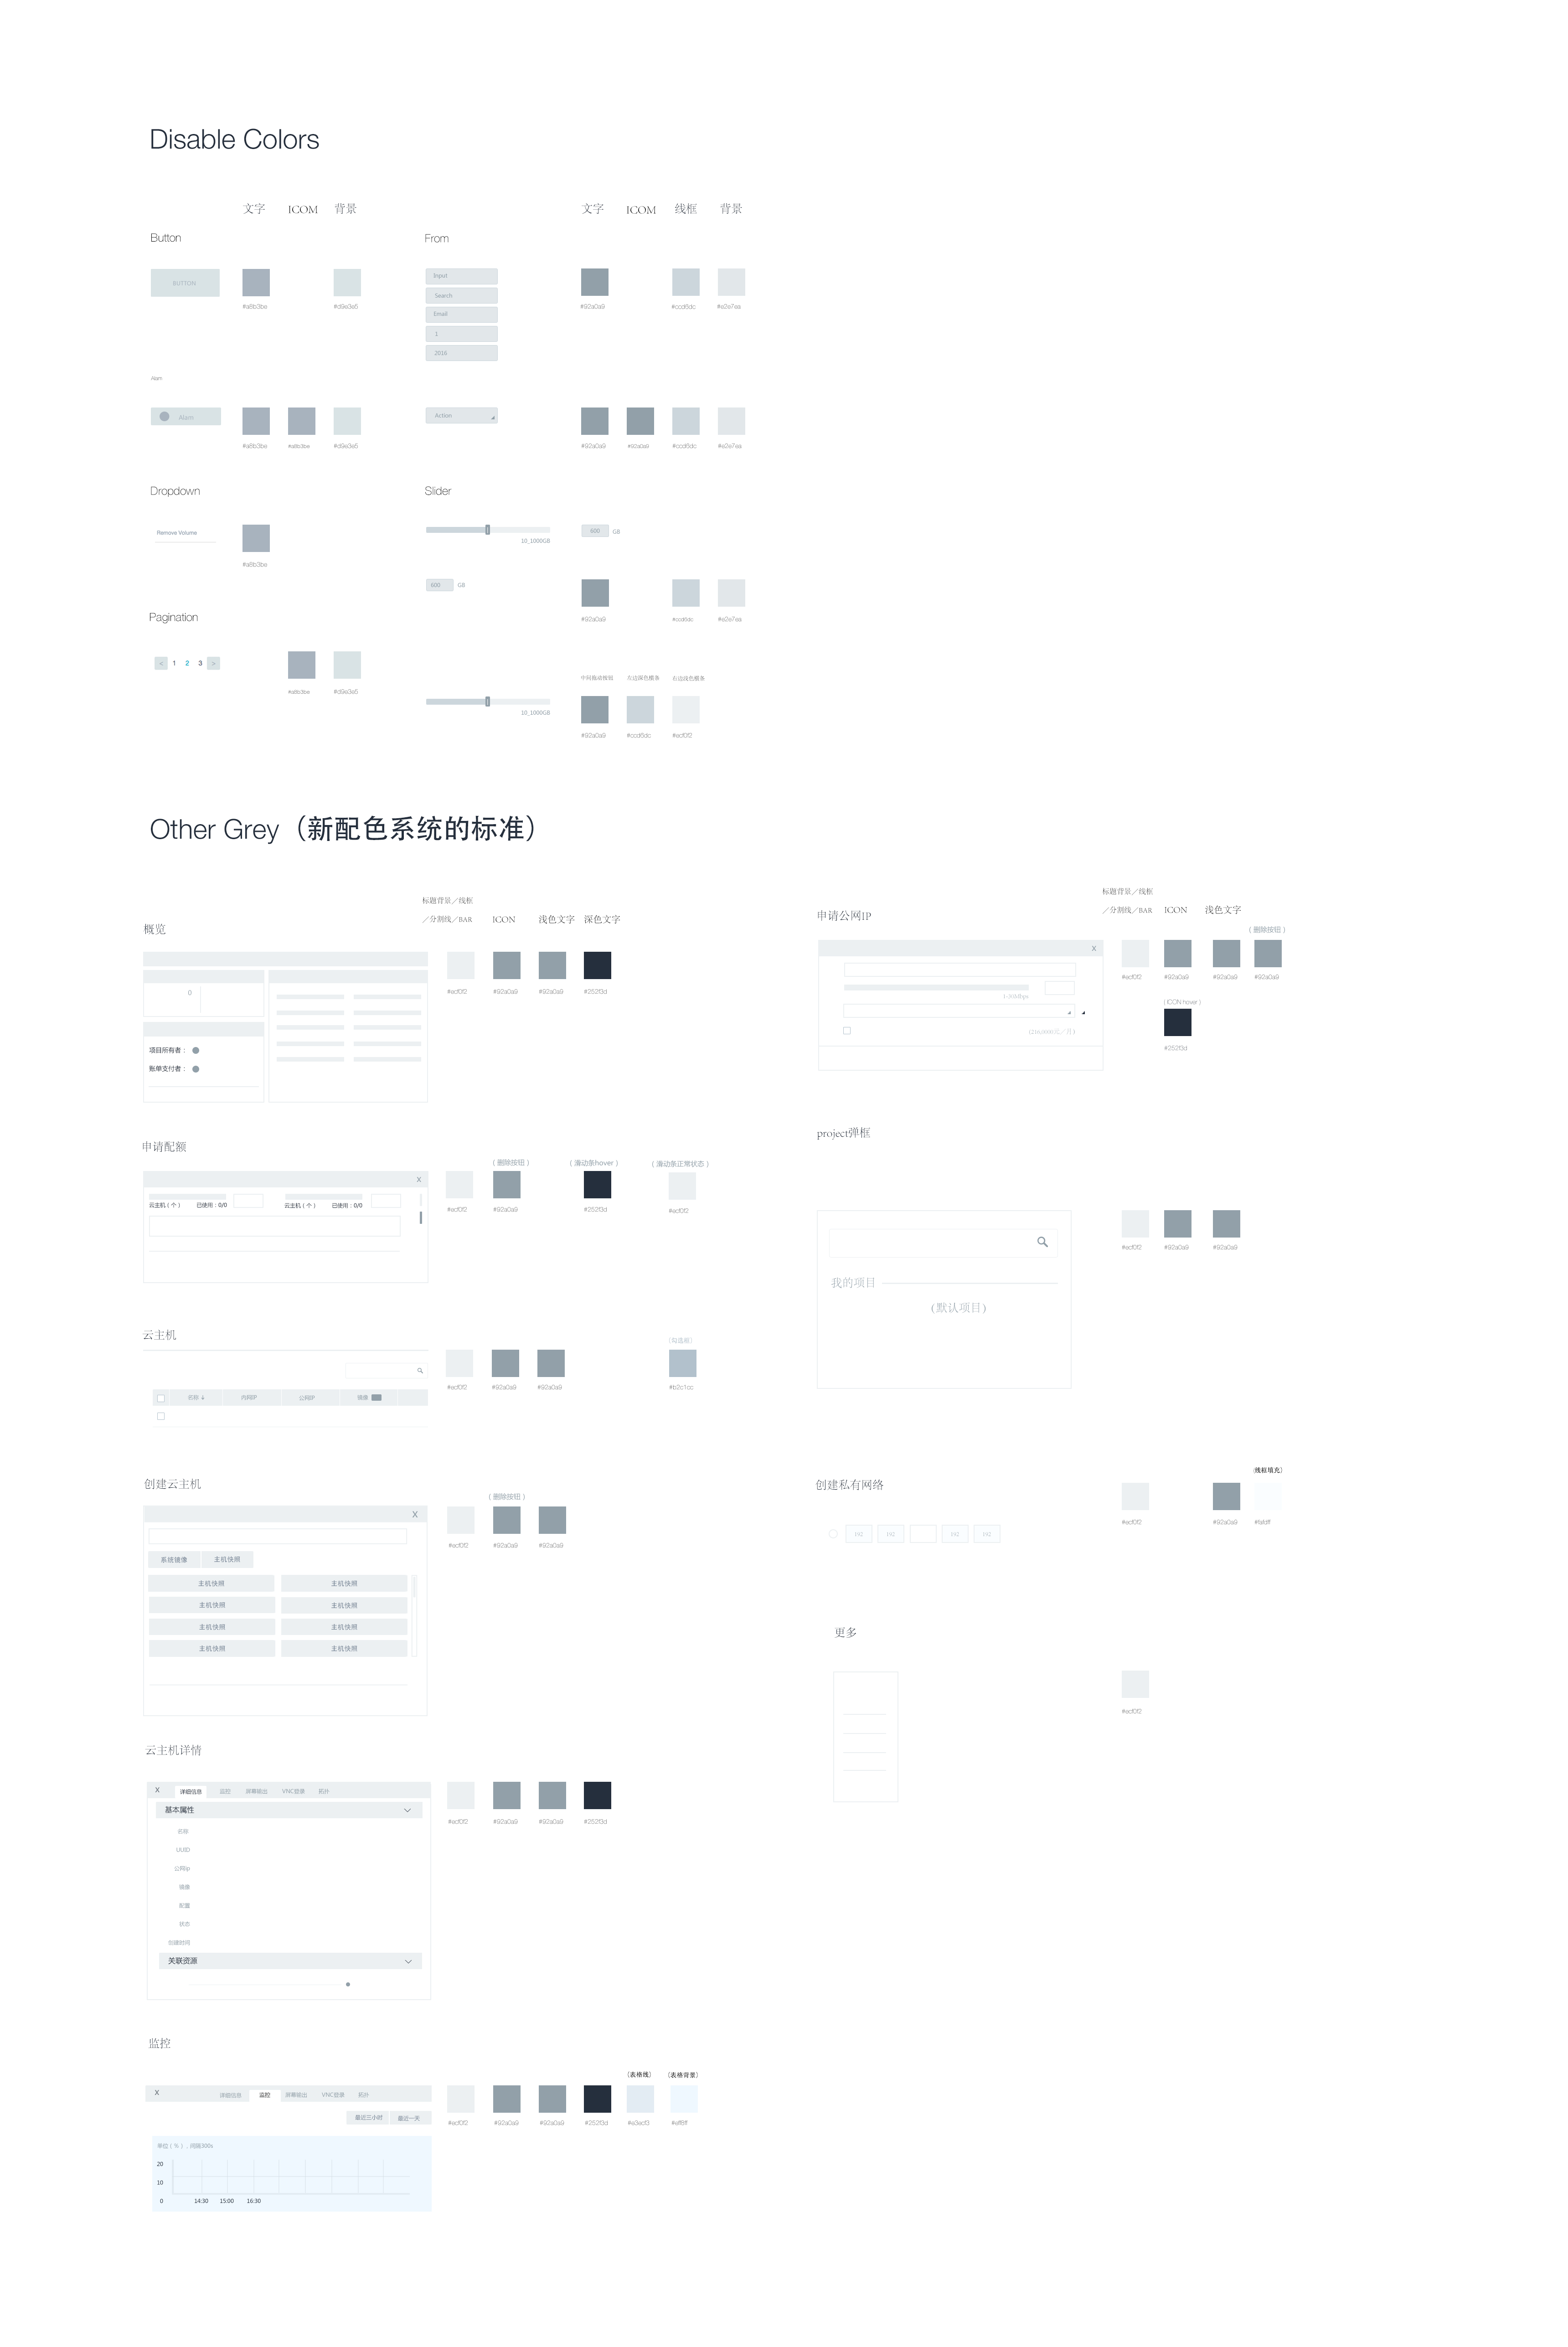 Disable Colors
文字 ICOM 背景
文字 ICOM 线框 背景
Button
BUTTON
#a8b3be #d9e3e5
From
Input
Search
Email
1
2016
#92a0a9 #ccd6dc #e2e7ea
Alarm
Alarm
#a8b3be #a8b3be #d9e3e5
Action
#92a0a9 #92a0a9 #ccd6dc #e2e7ea
Dropdown
Remove Volume
#a8b3be
Slider
10_1000GB
600 GB
600 GB
#92a0a9 #ccd6dc #e2e7ea
Pagination
< 1 2 3 >
#a8b3be #d9e3e5
10_1000GB
中间拖动按钮 左边深色横条 右边浅色横条
#92a0a9 #ccd6dc #ecf0f2
Other Grey（新配色系统的标准）
标题背景／线框
／分割线／BAR ICON 浅色文字 深色文字
概览
0
项目所有者：
账单支付者：
#ecf0f2 #92a0a9 #92a0a9 #252f3d
标题背景／线框
／分割线／BAR ICON 浅色文字
申请公网IP
X
1-30Mbps
（删除按钮）
#ecf0f2 #92a0a9 #92a0a9 #92a0a9
（ICON hover）
#252f3d
申请配额
X
云主机（个） 已使用：0/0 云主机（个） 已使用：0/0
（删除按钮） （滑动条hover） （滑动条正常状态）
#ecf0f2 #92a0a9 #252f3d #ecf0f2
project弹框
我的项目
（默认项目）
#ecf0f2 #92a0a9 #92a0a9
云主机
名称 内网IP 公网IP 镜像
（勾选框）
#ecf0f2 #92a0a9 #92a0a9 #b2c1cc
创建云主机
X
系统镜像 主机快照
主机快照 主机快照
主机快照 主机快照
主机快照 主机快照
主机快照 主机快照
（删除按钮）
#ecf0f2 #92a0a9 #92a0a9
创建私有网络
192 192 192 192
（线框填充）
#ecf0f2 #92a0a9 #fafdff
更多
#ecf0f2
云主机详情
X 详细信息 监控 屏幕输出 VNC登录 拓扑
基本属性
名称
UUID
公网Ip
镜像
配置
状态
创建时间
关联资源
#ecf0f2 #92a0a9 #92a0a9 #252f3d
监控
X 详细信息 监控 屏幕输出 VNC登录 拓扑
最近三小时 最近一天
单位（％），间隔300s
20
10
0 14:30 15:00 16:30
（表格线） （表格背景）
#ecf0f2 #92a0a9 #92a0a9 #252f3d #e3ecf3